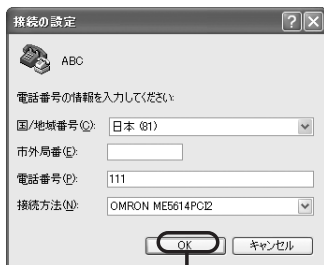 接続の設定
ABC
電話番号の情報を入力してください:
国/地域番号(C): 日本 (81)
市外局番(E):
電話番号(P): 111
接続方法(N): OMRON ME5614PCI2
OK キャンセル